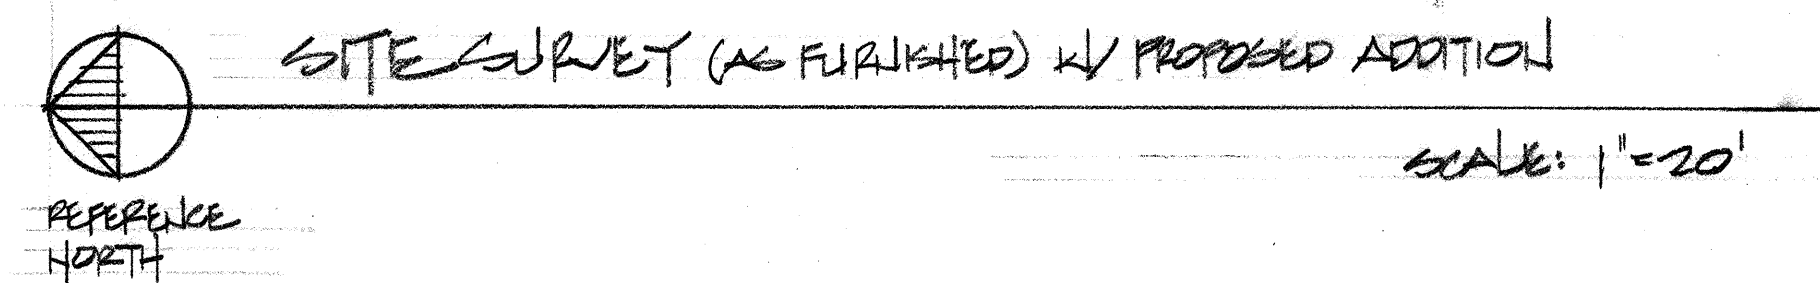 SITE SURVEY (AS FURNISHED) W/ PROPOSED ADDITION
SCALE: 1"=20'
REFERENCE
NORTH